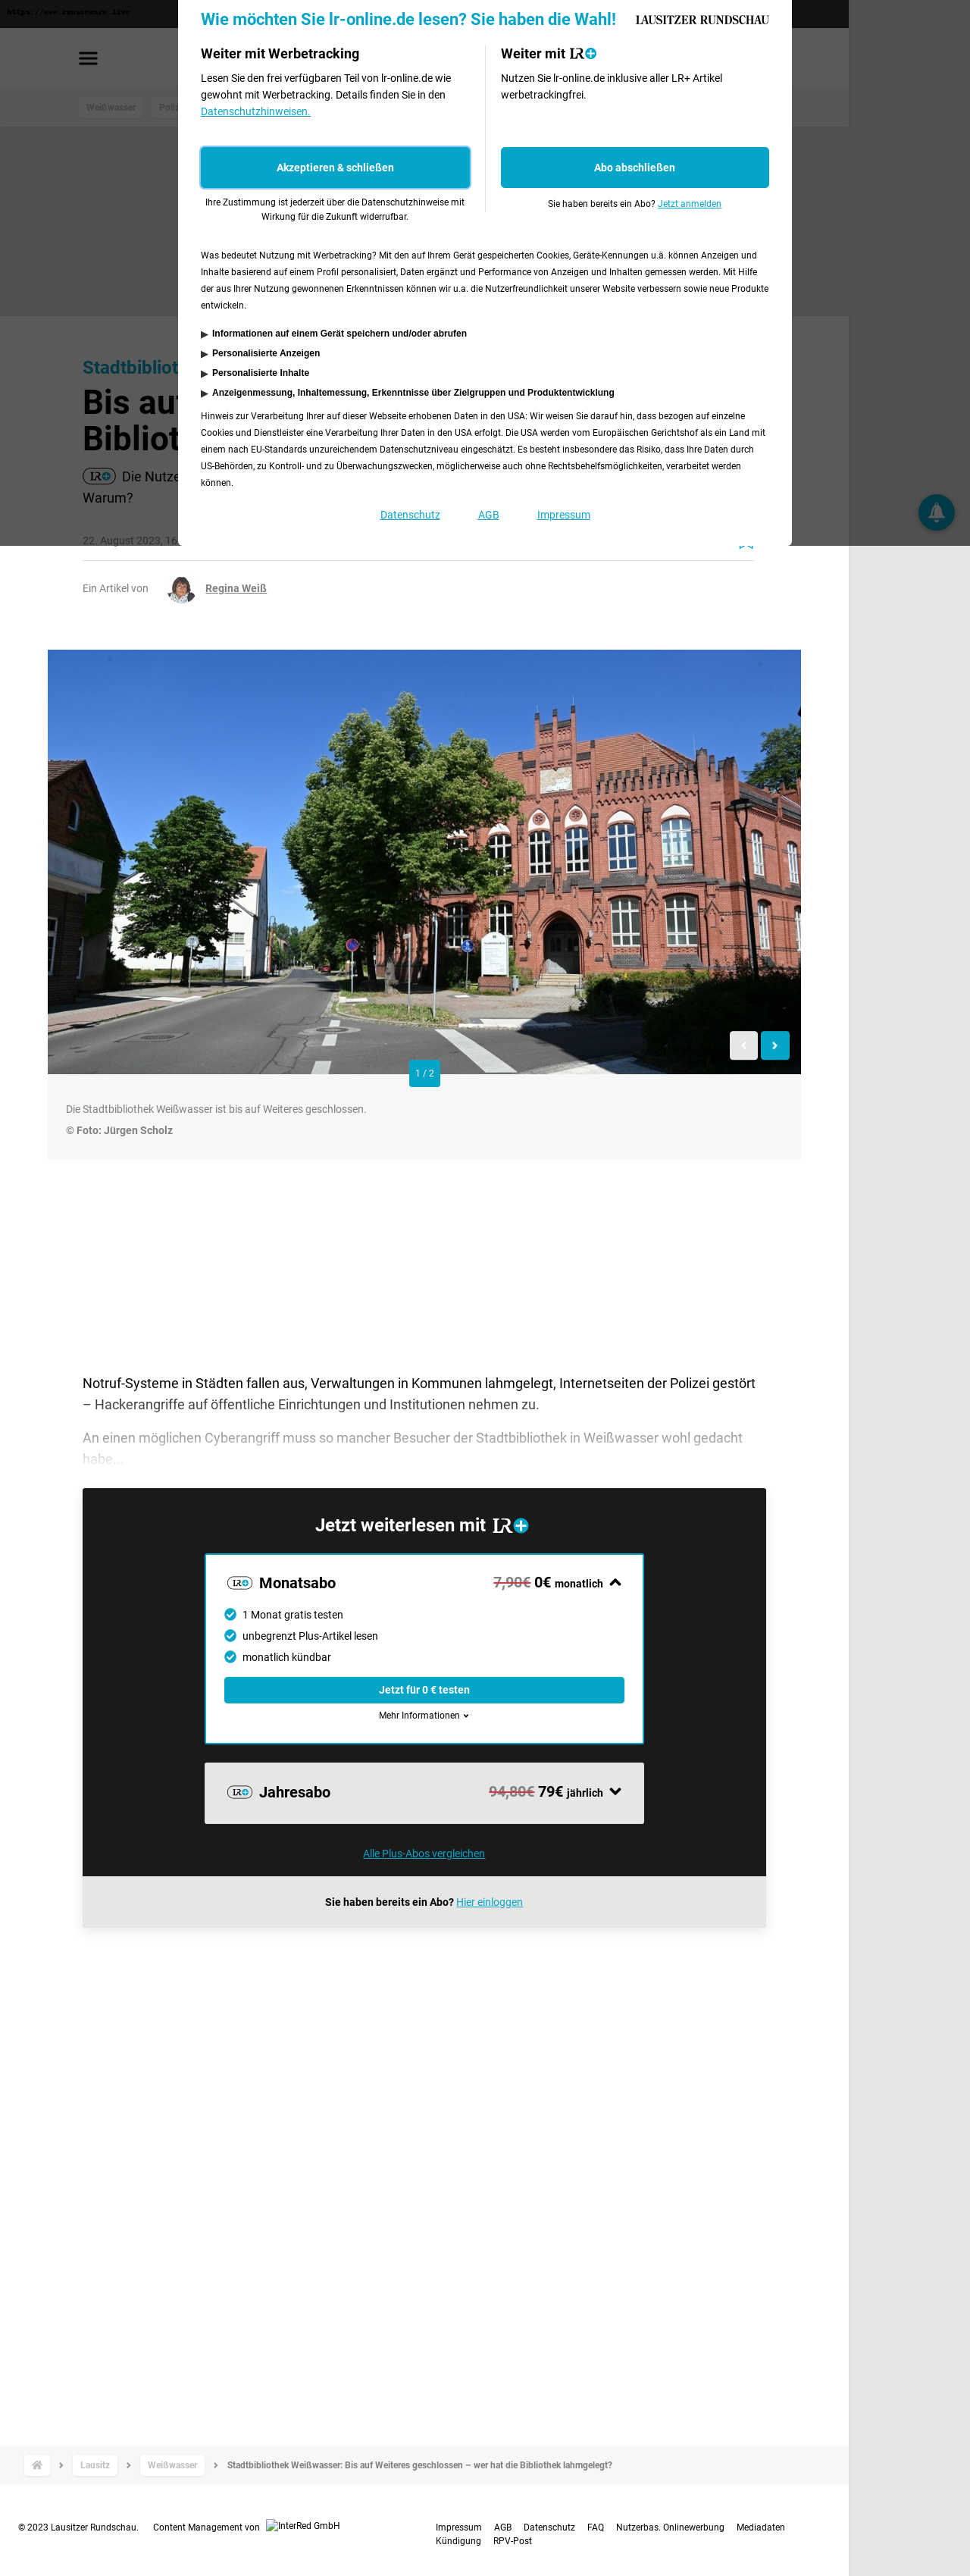 https://www.ransomware.live
Wie möchten Sie lr-online.de lesen? Sie haben die Wahl!
LAUSITZER RUNDSCHAU
Weiter mit Werbetracking
Lesen Sie den frei verfügbaren Teil von lr-online.de wie
gewohnt mit Werbetracking. Details finden Sie in den
Datenschutzhinweisen.
Akzeptieren & schließen
Ihre Zustimmung ist jederzeit über die Datenschutzhinweise mit
Wirkung für die Zukunft widerrufbar.
Weiter mit LR+
Nutzen Sie lr-online.de inklusive aller LR+ Artikel
werbetrackingfrei.
Abo abschließen
Sie haben bereits ein Abo? Jetzt anmelden
Was bedeutet Nutzung mit Werbetracking? Mit den auf Ihrem Gerät gespeicherten Cookies, Geräte-Kennungen u.ä. können Anzeigen und
Inhalte basierend auf einem Profil personalisiert, Daten ergänzt und Performance von Anzeigen und Inhalten gemessen werden. Mit Hilfe
der aus Ihrer Nutzung gewonnenen Erkenntnissen können wir u.a. die Nutzerfreundlichkeit unserer Website verbessern sowie neue Produkte
entwickeln.
▶ Informationen auf einem Gerät speichern und/oder abrufen
▶ Personalisierte Anzeigen
▶ Personalisierte Inhalte
▶ Anzeigenmessung, Inhaltemessung, Erkenntnisse über Zielgruppen und Produktentwicklung
Hinweis zur Verarbeitung Ihrer auf dieser Webseite erhobenen Daten in den USA: Wir weisen Sie darauf hin, dass bezogen auf einzelne
Cookies und Dienstleister eine Verarbeitung Ihrer Daten in den USA erfolgt. Die USA werden vom Europäischen Gerichtshof als ein Land mit
einem nach EU-Standards unzureichendem Datenschutzniveau eingeschätzt. Es besteht insbesondere das Risiko, dass Ihre Daten durch
US-Behörden, zu Kontroll- und zu Überwachungszwecken, möglicherweise auch ohne Rechtsbehelfsmöglichkeiten, verarbeitet werden
können.
Datenschutz AGB Impressum
Weißwasser
Stadtbibliot
Bis auf
Bibliot
LR+ Die Nutze
Warum?
22. August 2023, 16
Ein Artikel von Regina Weiß
1 / 2
Die Stadtbibliothek Weißwasser ist bis auf Weiteres geschlossen.
© Foto: Jürgen Scholz
Notruf-Systeme in Städten fallen aus, Verwaltungen in Kommunen lahmgelegt, Internetseiten der Polizei gestört
– Hackerangriffe auf öffentliche Einrichtungen und Institutionen nehmen zu.
An einen möglichen Cyberangriff muss so mancher Besucher der Stadtbibliothek in Weißwasser wohl gedacht
habe...
Jetzt weiterlesen mit LR+
LR+ Monatsabo 7,90€ 0€ monatlich
1 Monat gratis testen
unbegrenzt Plus-Artikel lesen
monatlich kündbar
Jetzt für 0 € testen
Mehr Informationen
LR+ Jahresabo 94,80€ 79€ jährlich
Alle Plus-Abos vergleichen
Sie haben bereits ein Abo? Hier einloggen
Lausitz Weißwasser Stadtbibliothek Weißwasser: Bis auf Weiteres geschlossen – wer hat die Bibliothek lahmgelegt?
© 2023 Lausitzer Rundschau. Content Management von InterRed GmbH
Impressum AGB Datenschutz FAQ Nutzerbas. Onlinewerbung Mediadaten
Kündigung RPV-Post